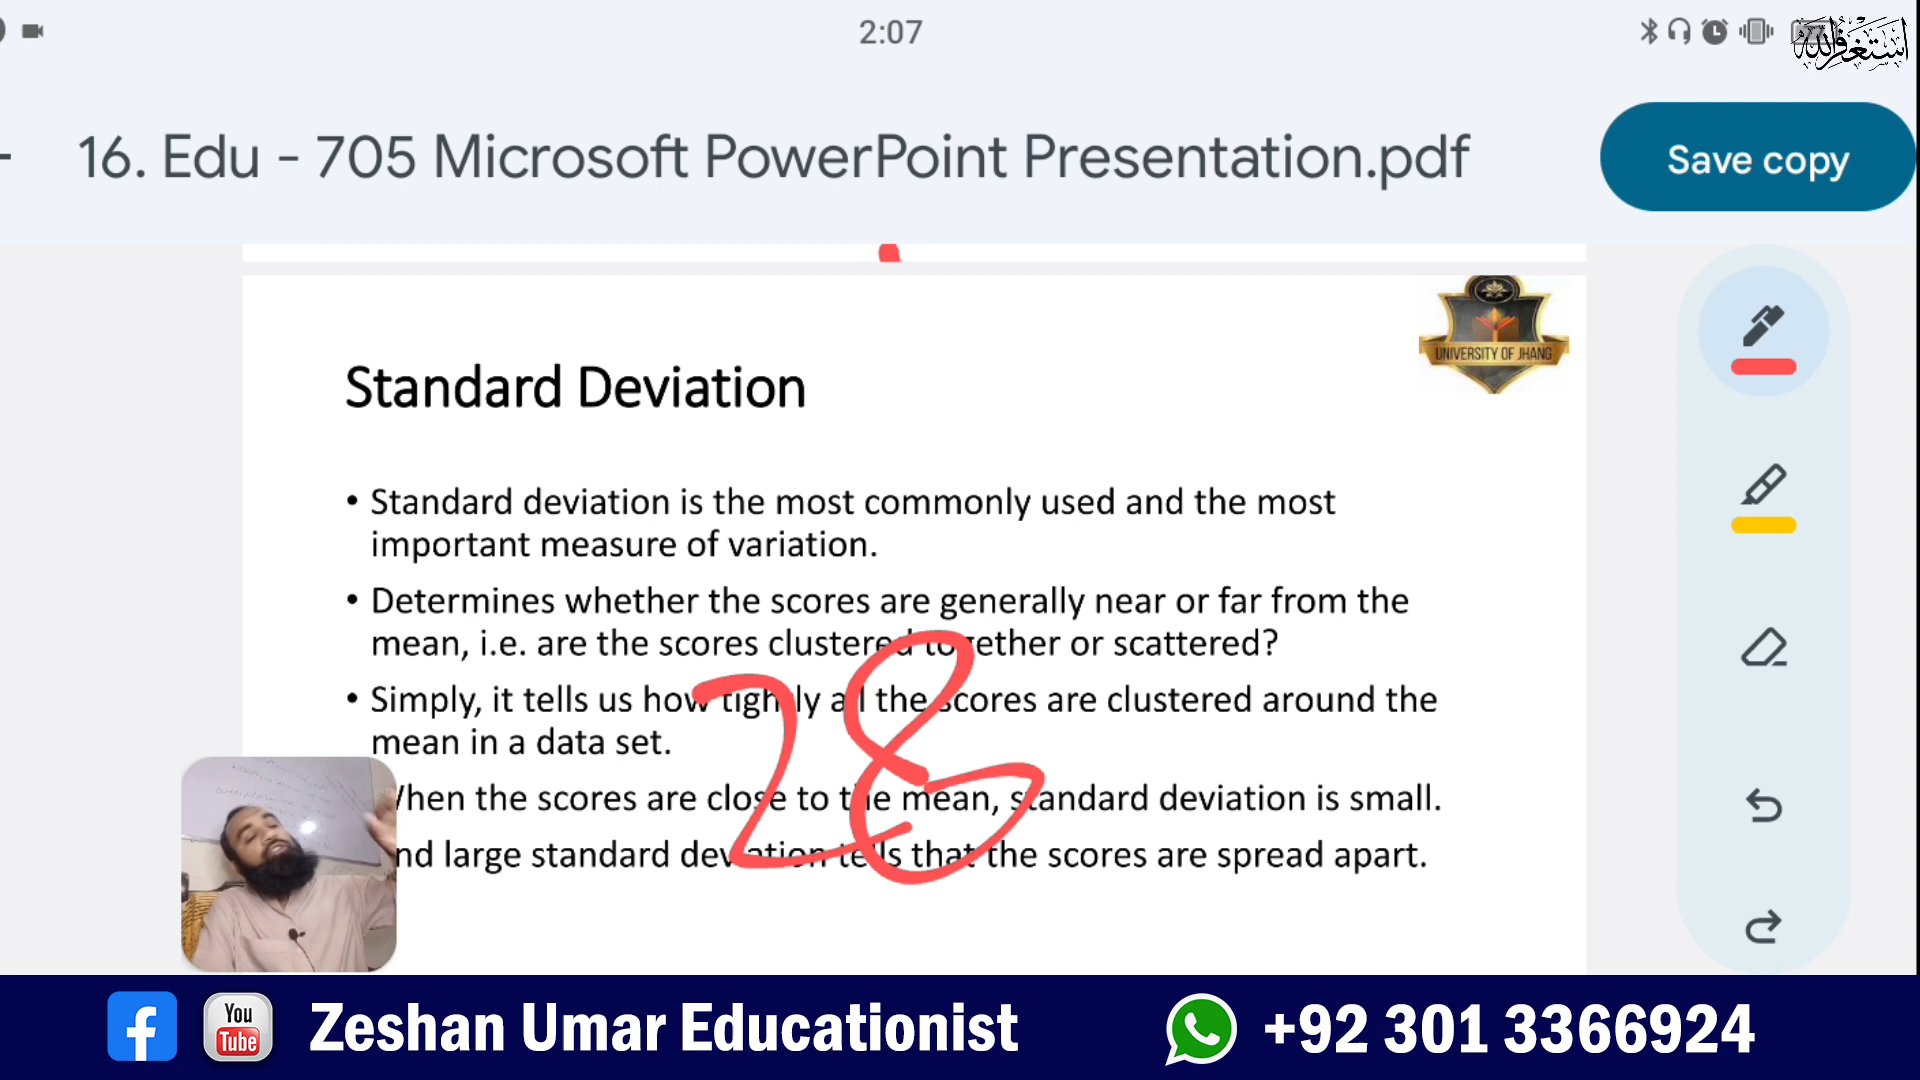 2:07
استغفر الله
16. Edu - 705 Microsoft PowerPoint Presentation.pdf
Save copy
UNIVERSITY OF JHANG
Standard Deviation
• Standard deviation is the most commonly used and the most
important measure of variation.
• Determines whether the scores are generally near or far from the
mean, i.e. are the scores clustered together or scattered?
• Simply, it tells us how tightly all the scores are clustered around the
mean in a data set.
When the scores are close to the mean, standard deviation is small.
nd large standard deviation tells that the scores are spread apart.
28
You
Tube
Zeshan Umar Educationist
+92 301 3366924